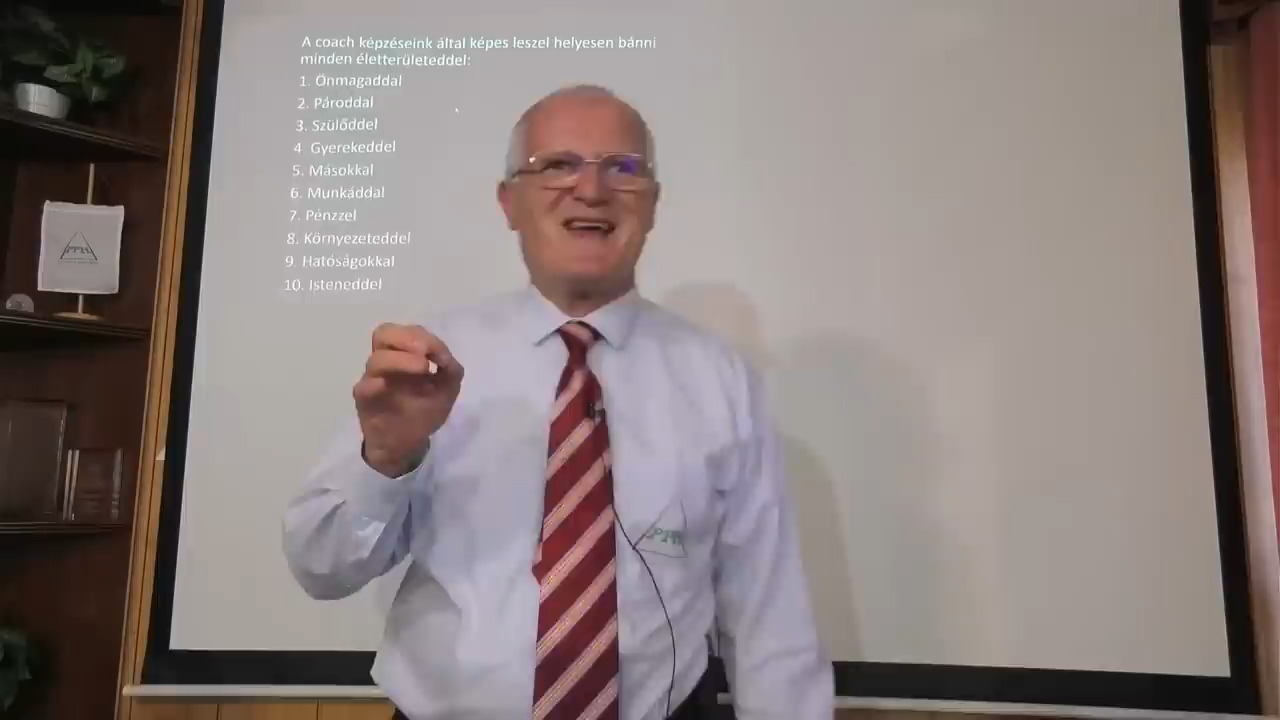 A coach képzéseink által képes leszel helyesen bánni
minden életterületeddel:
1. Önmagaddal
2. Pároddal
3. Szülőddel
4 Gyerekeddel
5. Másokkal
6. Munkáddal
7. Pénzzel
8. Környezeteddel
9. Hatóságokkal
10. Isteneddel